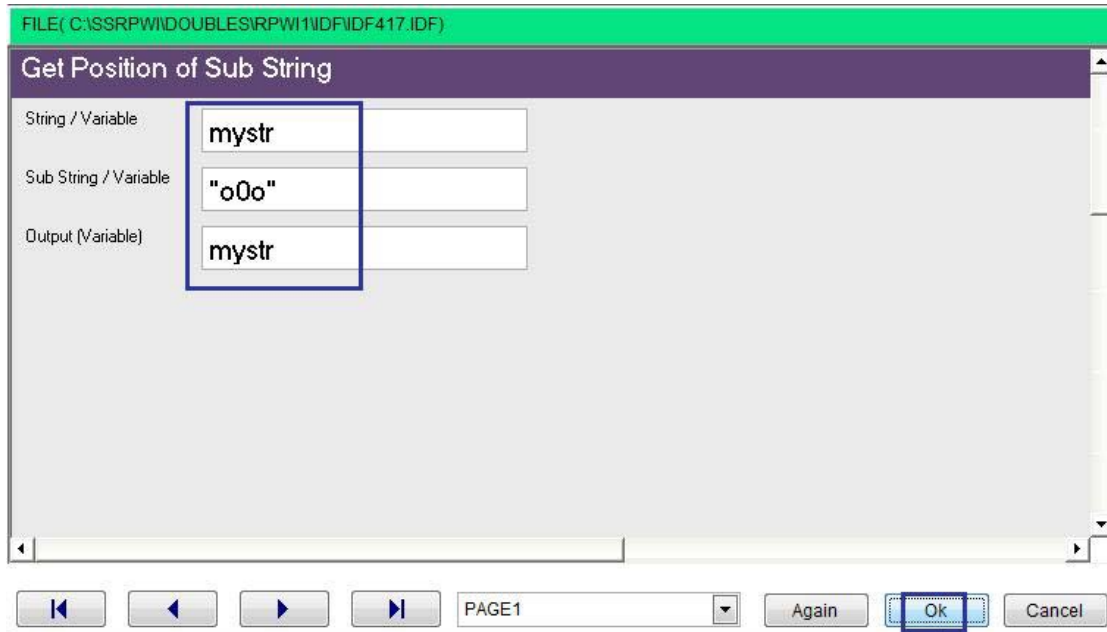 FILE( C:\SSRPWI\DOUBLES\RPWI1\IDF\IDF417.IDF)
Get Position of Sub String
String / Variable
mystr
Sub String / Variable
"o0o"
Output (Variable)
mystr
PAGE1 Again Ok Cancel